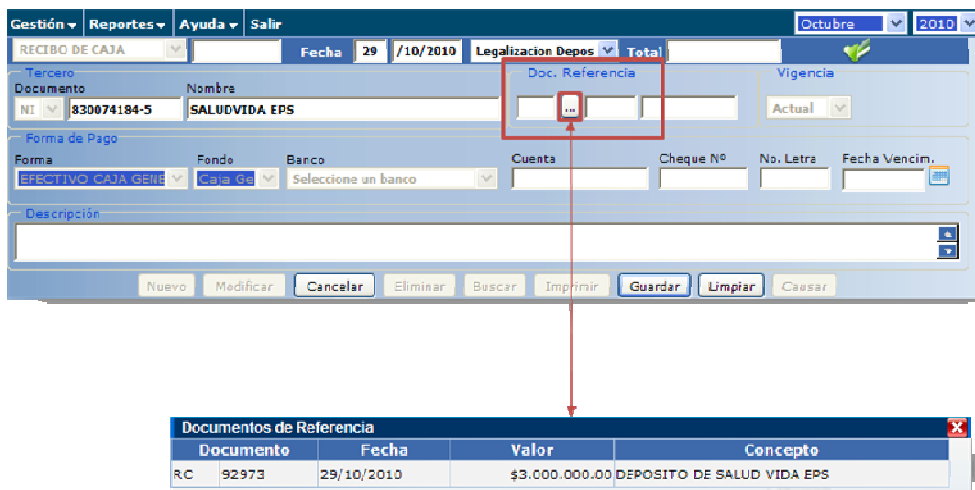 Gestión Reportes Ayuda Salir Octubre 2010
RECIBO DE CAJA Fecha 29 /10/2010 Legalizacion Depos Total
Tercero Doc. Referencia Vigencia
Documento Nombre
NI 830074184-5 SALUDVIDA EPS ... Actual
Forma de Pago
Forma Fondo Banco Cuenta Cheque Nº No. Letra Fecha Vencim.
EFECTIVO CAJA GENE Caja Ge Seleccione un banco
Descripción
Nuevo Modificar Cancelar Eliminar Buscar Imprimir Guardar Limpiar Causar
Documentos de Referencia
Documento Fecha Valor Concepto
RC 92973 29/10/2010 $3.000.000.00 DEPOSITO DE SALUD VIDA EPS